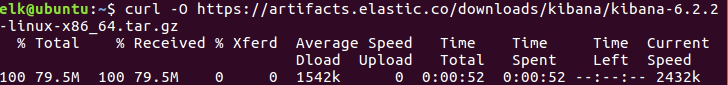 elk@ubuntu:~$ curl -O https://artifacts.elastic.co/downloads/kibana/kibana-6.2.2
-linux-x86_64.tar.gz
  % Total    % Received % Xferd  Average Speed   Time    Time     Time  Current
                                 Dload  Upload   Total   Spent    Left  Speed
100 79.5M  100 79.5M    0     0  1542k      0  0:00:52  0:00:52 --:--:-- 2432k